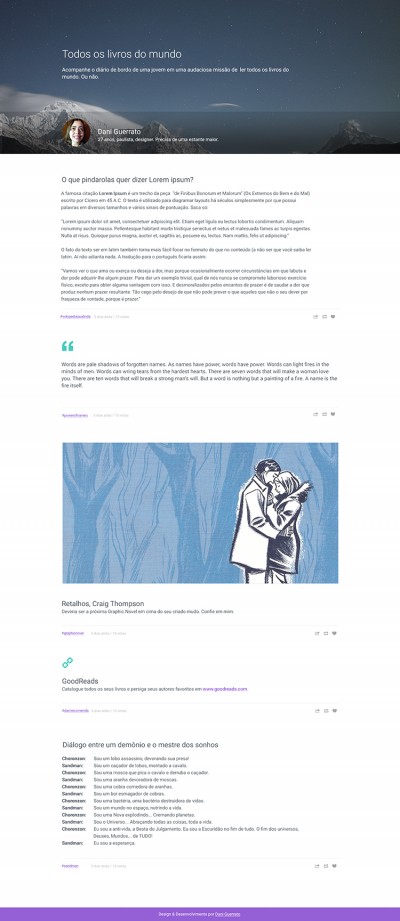 Todos os livros do mundo
Acompanhe o diário de bordo de uma jovem em uma audaciosa missão de ler todos os livros do
mundo. Ou não.
Dani Guerrato
27 anos, paulista, designer. Precisa de uma estante maior.
O que pindarolas quer dizer Lorem ipsum?
A famosa citação Lorem Ipsum é um trecho da peça "de Finibus Bonorum et Malorum" (Os Extremos do Bem e do Mal)
escrita por Cícero em 45 A.C. O texto é utilizado para diagramar layouts há séculos simplesmente por que possui
palavras em diversos tamanhos e vários sinais de pontuação. Saca só:
"Lorem ipsum dolor sit amet, consectetuer adipiscing elit. Etiam eget ligula eu lectus lobortis condimentum. Aliquam
nonummy auctor massa. Pellentesque habitant morbi tristique senectus et netus et malesuada fames ac turpis egestas.
Nulla at risus. Quisque purus magna, auctor et, sagittis ac, posuere eu, lectus. Nam mattis, felis ut adipiscing."
O fato do texto ser em latim também torna mais fácil focar no formato do que no conteúdo (a não ser que você saiba ler
latim. Aí não adianta nada. A tradução para o português ficaria assim:
"Vamos ver o que uma ou exerça ou deseja a dor, mas porque ocasionalmente ocorrer circunstâncias em que labuta e
dor pode adquirir-lhe algum prazer. Para dar um exemplo trivial, qual de nós nunca se compromete laborioso exercício
físico, exceto para obter alguma vantagem com isso. E desmoralizados pelos encantos de prazer é de saudar a dor que
produz nenhum prazer resultante. Tão cego pelo desejo de que não pode prever o que aqueles que não o seu dever por
fraqueza de vontade, porque é prazer."
Words are pale shadows of forgotten names. As names have power, words have power. Words can light fires in the
minds of men. Words can wring tears from the hardest hearts. There are seven words that will make a woman love
you. There are ten words that will break a strong man's will. But a word is nothing but a painting of a fire. A name is the
fire itself.
Retalhos, Craig Thompson
Deveria ser a próxima Graphic Novel em cima do seu criado mudo. Confie em mim.
GoodReads
Catalogue todos os seus livros e persiga seus autores favoritos em www.goodreads.com.
Diálogo entre um demônio e o mestre dos sonhos
Choronzon: Sou um lobo assassino, devorando sua presa!
Sandman: Sou um caçador de lobos, montado a cavalo.
Choronzon: Sou uma mosca que pica o cavalo e derruba o caçador.
Sandman: Sou uma aranha devoradora de moscas.
Choronzon: Sou uma cobra comedora de aranhas.
Sandman: Sou um boi esmagador de cobras.
Choronzon: Sou uma bactéria, uma bactéria destruidora de vidas.
Sandman: Sou um mundo no espaço, nutrindo a vida.
Choronzon: Sou uma Nova explodindo... Cremando planetas.
Sandman: Sou o Universo... Abraçando todas as coisas, toda a vida.
Choronzon: Eu sou a anti-vida, a Besta do Julgamento. Eu sou a Escuridão no fim de tudo. O fim dos universos,
Deuses, Mundos... de TUDO!
Sandman: Eu sou a esperança.
Design & Desenvolvimento por Dani Guerrato